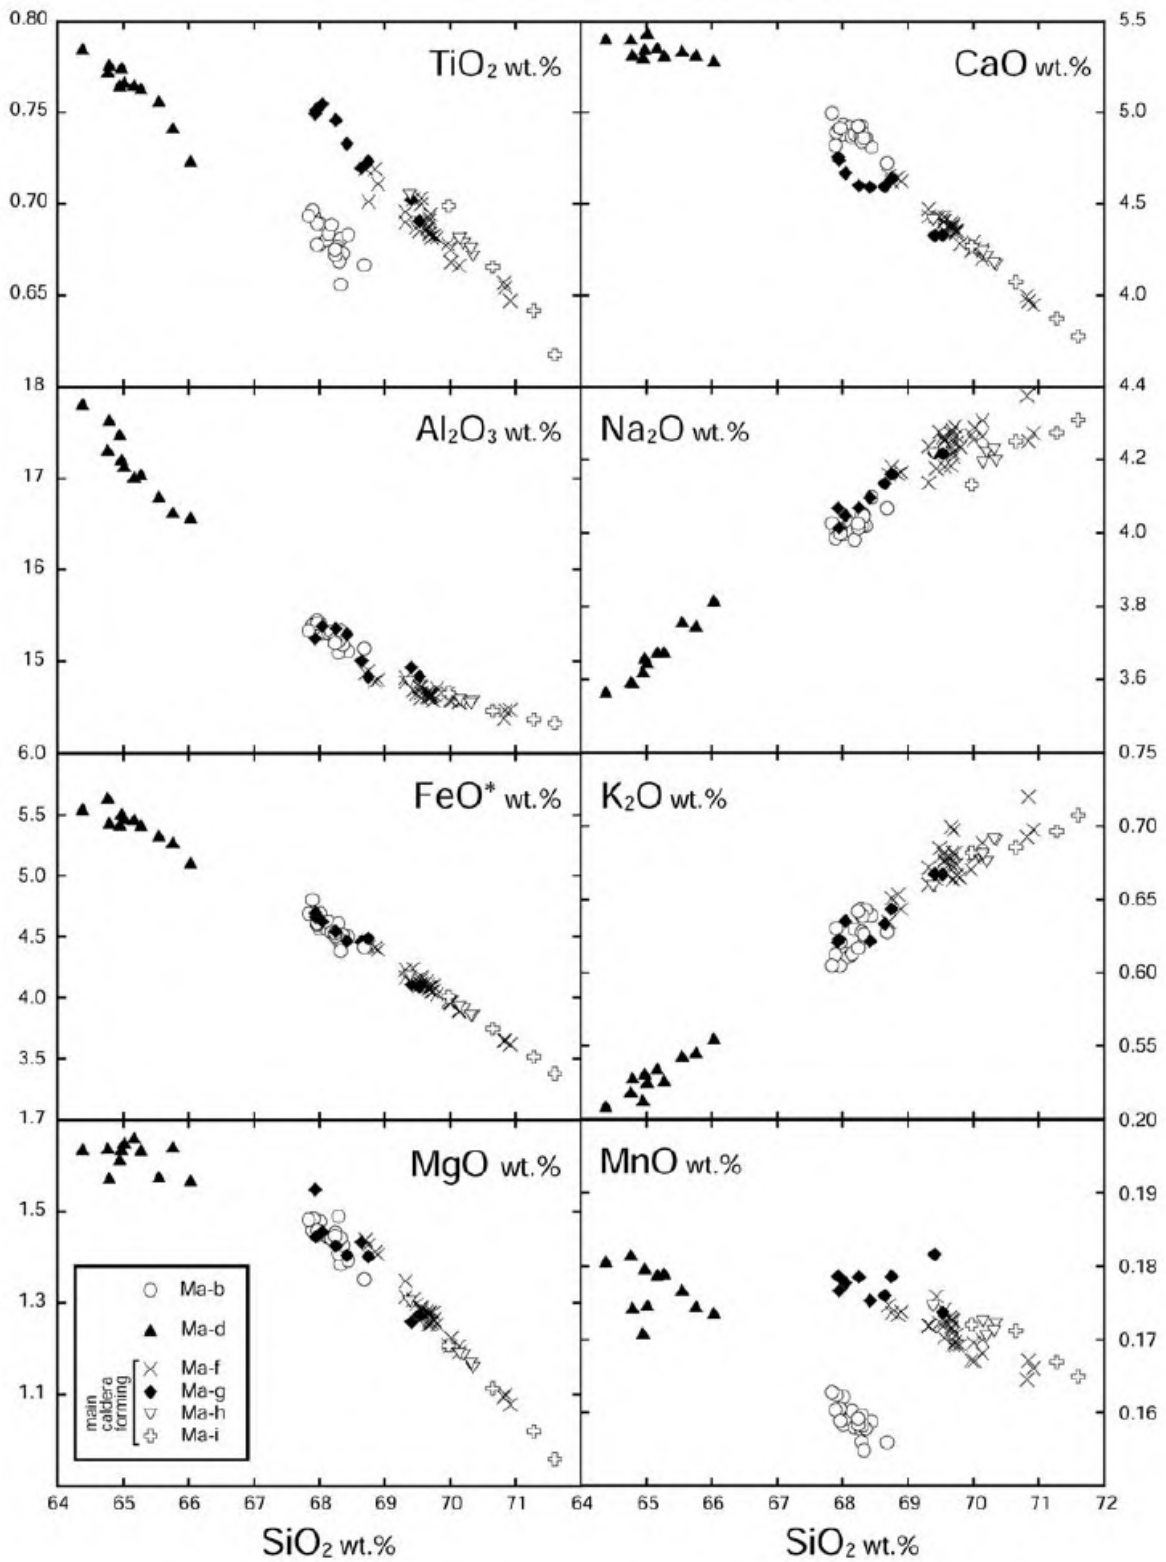 0.80
5.5
TiO2 wt.%
CaO wt.%
0.75
5.0
0.70
4.5
0.65
4.0
18
4.4
Al2O3 wt.%
Na2O wt.%
17
4.2
16
4.0
3.8
15
3.6
6.0
0.75
FeO* wt.%
K2O wt.%
5.5
0.70
5.0
0.65
4.5
0.60
4.0
0.55
3.5
1.7
0.20
MgO wt.%
MnO wt.%
1.5
0.19
0.18
1.3
0.17
1.1
0.16
Ma-b
Ma-d
main caldera forming
Ma-f
Ma-g
Ma-h
Ma-i
64 65 66 67 68 69 70 71 64 65 66 67 68 69 70 71 72
SiO2 wt.%
SiO2 wt.%